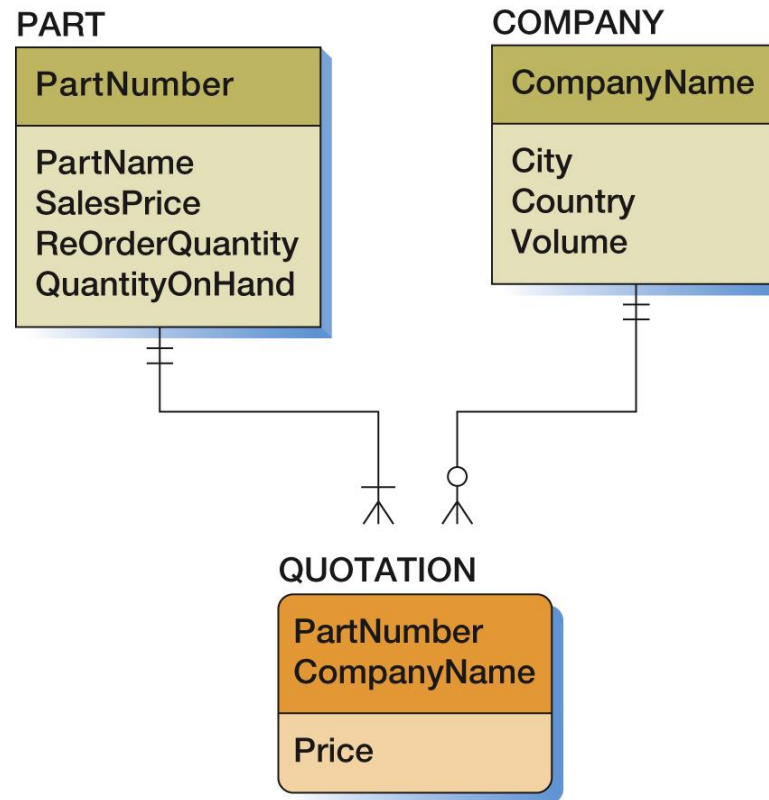 PART
PartNumber
PartName
SalesPrice
ReOrderQuantity
QuantityOnHand
COMPANY
CompanyName
City
Country
Volume
QUOTATION
PartNumber
CompanyName
Price